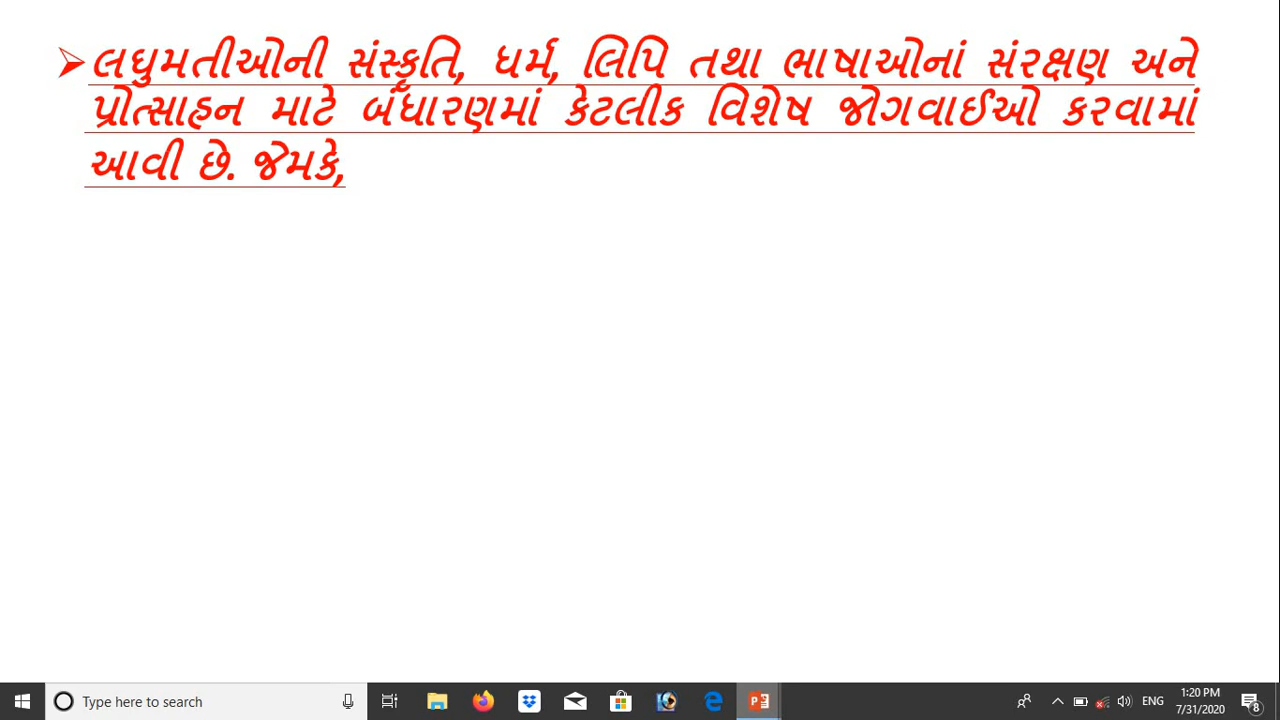 ➢લઘુમતીઓની સંસ્કૃતિ, ધર્મ, લિપિ તથા ભાષાઓનાં સંરક્ષણ અને
પ્રોત્સાહન માટે બંધારણમાં કેટલીક વિશેષ જોગવાઈઓ કરવામાં
આવી છે. જેમકે,
Type here to search
ENG
1:20 PM
7/31/2020
8